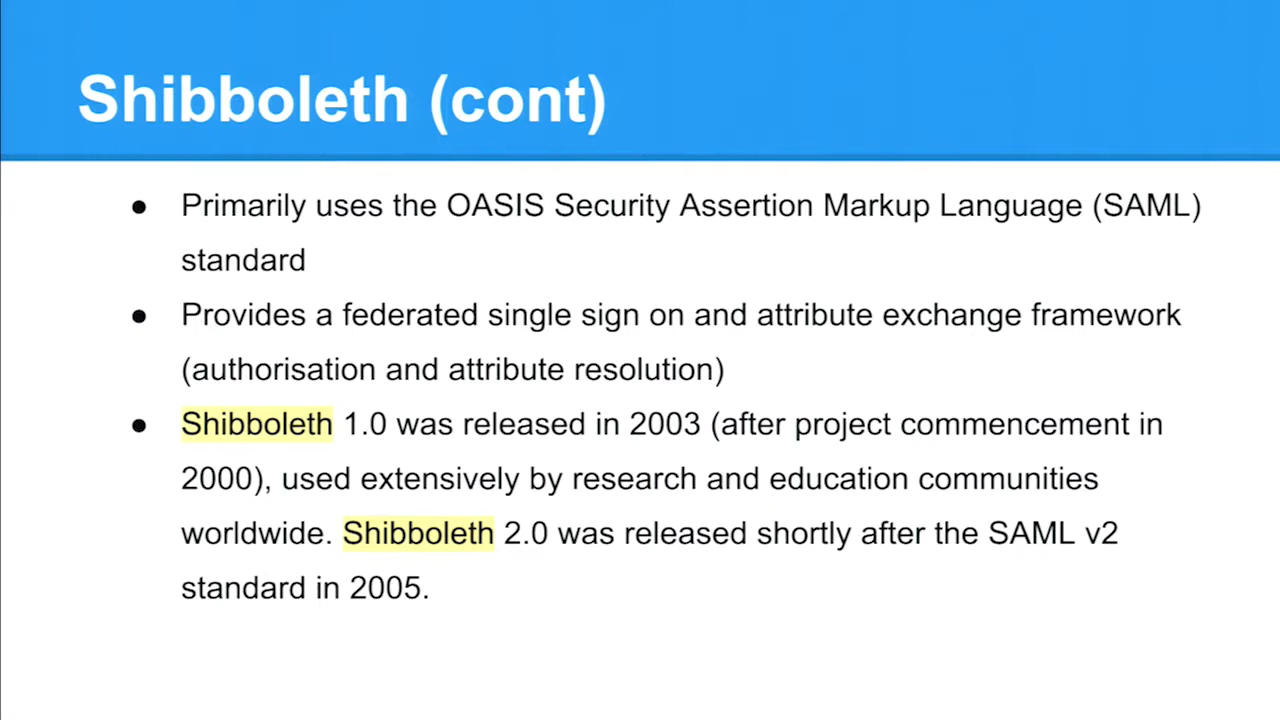 Shibboleth (cont)
● Primarily uses the OASIS Security Assertion Markup Language (SAML)
standard
● Provides a federated single sign on and attribute exchange framework
(authorisation and attribute resolution)
● Shibboleth 1.0 was released in 2003 (after project commencement in
2000), used extensively by research and education communities
worldwide. Shibboleth 2.0 was released shortly after the SAML v2
standard in 2005.